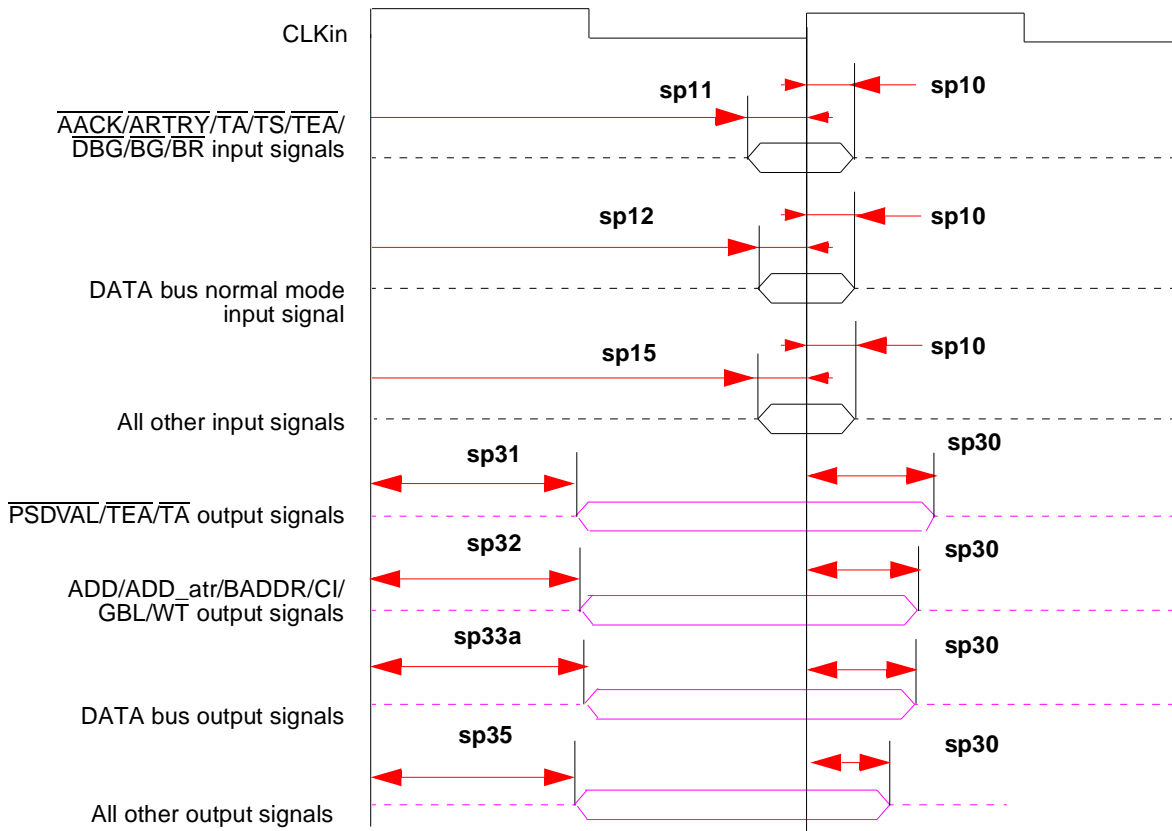 CLKin
sp11
sp10
AACK/ARTRY/TA/TS/TEA/
DBG/BG/BR input signals
sp12
sp10
DATA bus normal mode
input signal
sp15
sp10
All other input signals
sp31
sp30
PSDVAL/TEA/TA output signals
sp32
sp30
ADD/ADD_atr/BADDR/CI/
GBL/WT output signals
sp33a
sp30
DATA bus output signals
sp35
sp30
All other output signals